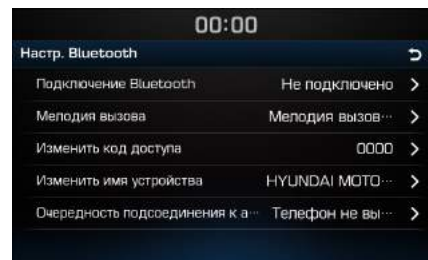 00:00
Настр. Bluetooth
Подключение Bluetooth Не подключено
Мелодия вызова Мелодия вызов···
Изменить код доступа 0000
Изменить имя устройства HYUNDAI MOTO···
Очередность подсоединения к а··· Телефон не вы···